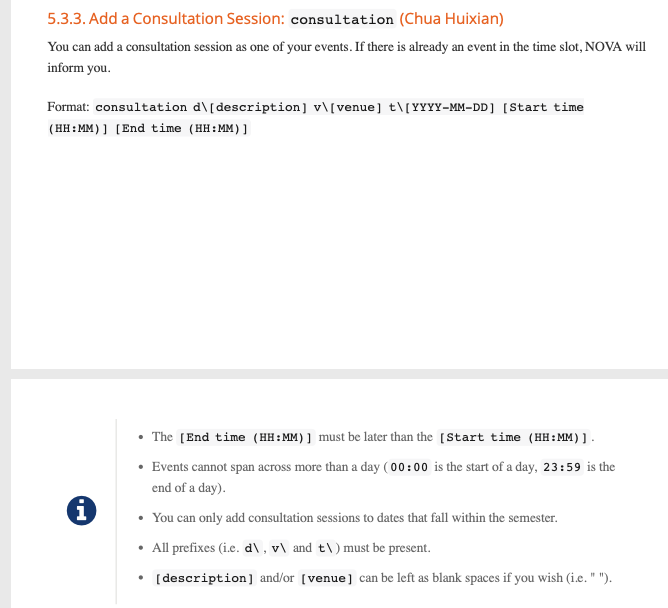 5.3.3. Add a Consultation Session: consultation (Chua Huixian)
You can add a consultation session as one of your events. If there is already an event in the time slot, NOVA will
inform you.
Format: consultation d\[description] v\[venue] t\[YYYY-MM-DD] [Start time
(HH:MM)] [End time (HH:MM)]
• The [End time (HH:MM)] must be later than the [Start time (HH:MM)].
• Events cannot span across more than a day ( 00:00 is the start of a day, 23:59 is the
end of a day).
• You can only add consultation sessions to dates that fall within the semester.
• All prefixes (i.e. d\, v\ and t\) must be present.
• [description] and/or [venue] can be left as blank spaces if you wish (i.e. " ").